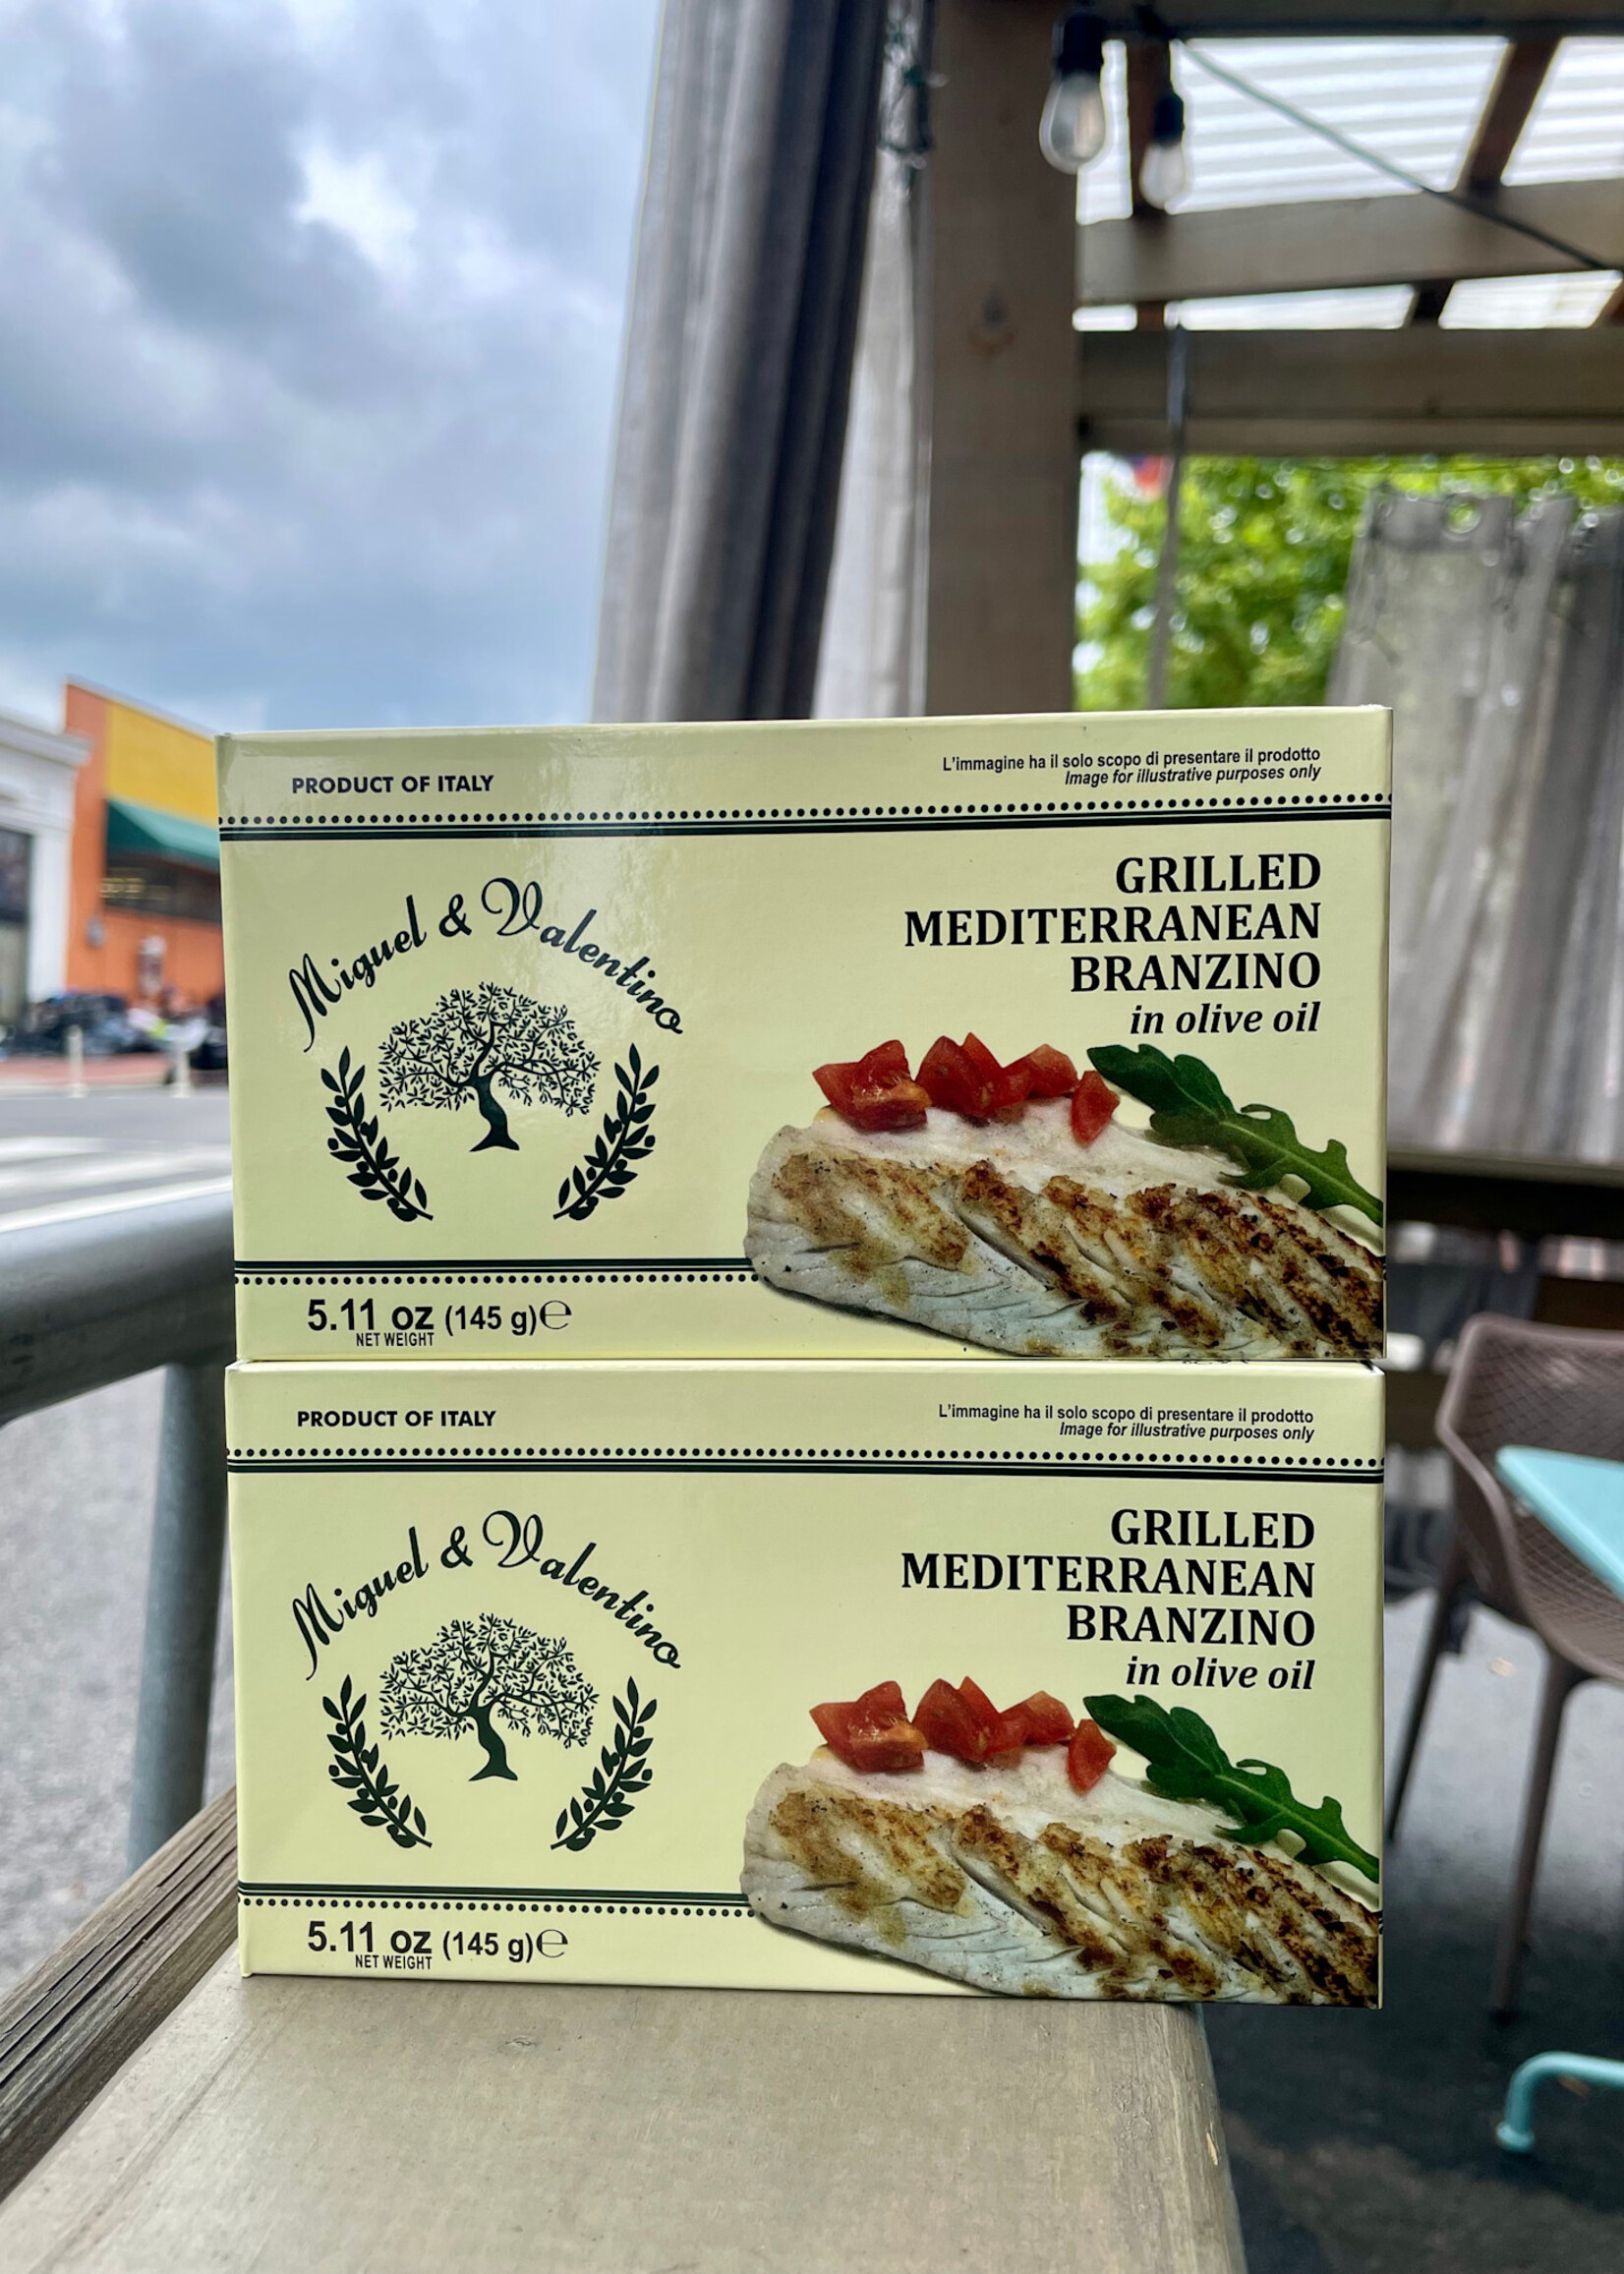 PRODUCT OF ITALY
L'immagine ha il solo scopo di presentare il prodotto
Image for illustrative purposes only
Miguel & Valentino
GRILLED
MEDITERRANEAN
BRANZINO
in olive oil
5.11 oz (145 g)℮
NET WEIGHT
PRODUCT OF ITALY
L'immagine ha il solo scopo di presentare il prodotto
Image for illustrative purposes only
Miguel & Valentino
GRILLED
MEDITERRANEAN
BRANZINO
in olive oil
5.11 oz (145 g)℮
NET WEIGHT